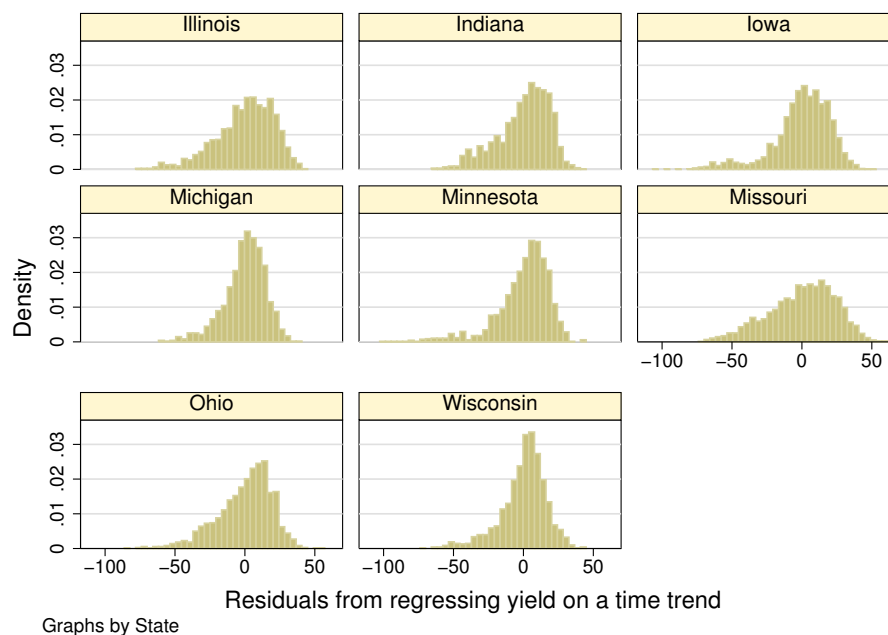 Illinois Indiana Iowa
0 .01 .02 .03
Michigan Minnesota Missouri
0 .01 .02 .03
−100 −50 0 50
Ohio Wisconsin
0 .01 .02 .03
−100 −50 0 50 −100 −50 0 50
Density
Residuals from regressing yield on a time trend
Graphs by State